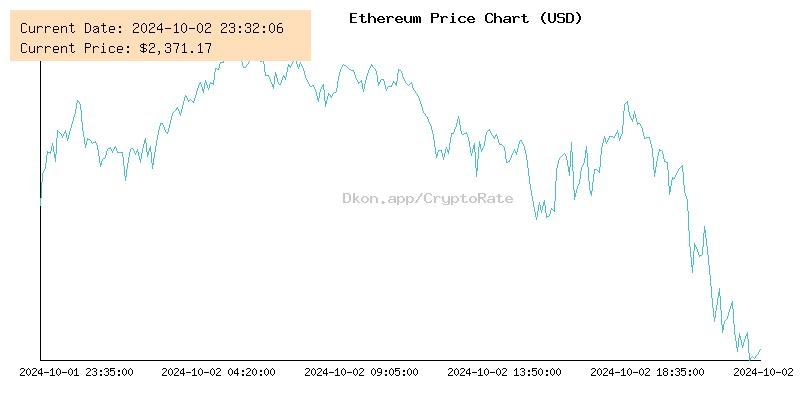 Ethereum Price Chart (USD)
Current Date: 2024-10-02 23:32:06
Current Price: $2,371.17
Dkon.app/CryptoRate
2024-10-01 23:35:00 2024-10-02 04:20:00 2024-10-02 09:05:00 2024-10-02 13:50:00 2024-10-02 18:35:00 2024-10-02